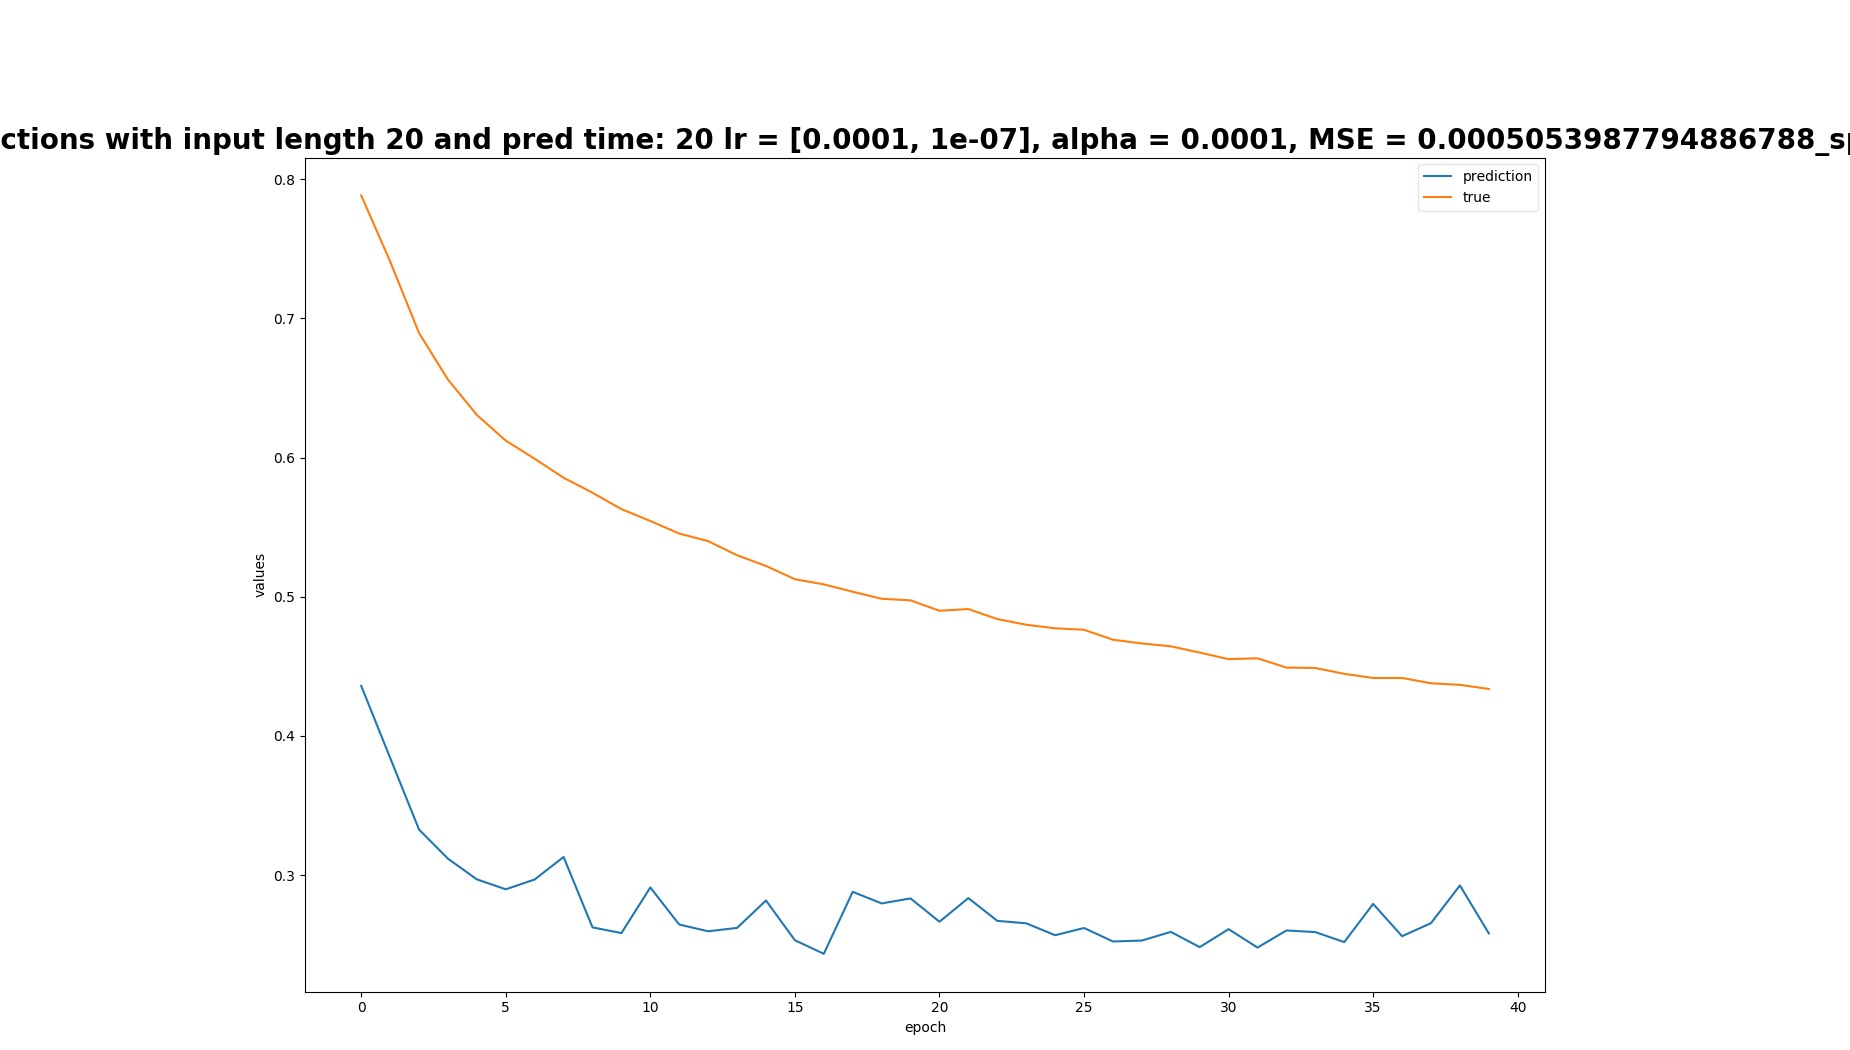 ctions with input length 20 and pred time: 20 lr = [0.0001, 1e-07], alpha = 0.0001, MSE = 0.0005053987794886788_sp
prediction
true
0.8
0.7
0.6
0.5
0.4
0.3
values
0 5 10 15 20 25 30 35 40
epoch